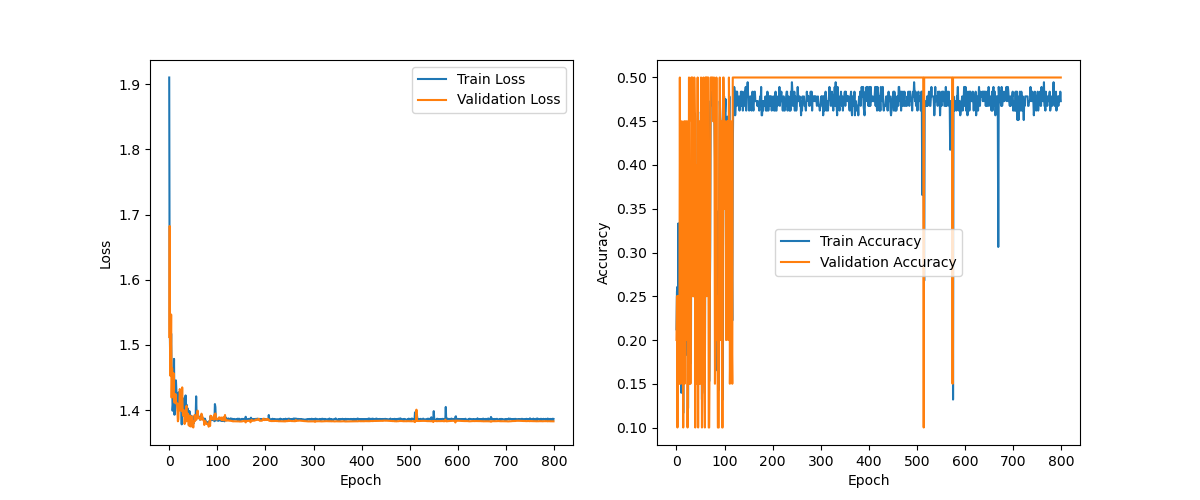 1.9
1.8
1.7
1.6
1.5
1.4
Loss
0 100 200 300 400 500 600 700 800
Epoch
Train Loss
Validation Loss
0.50
0.45
0.40
0.35
0.30
0.25
0.20
0.15
0.10
Accuracy
0 100 200 300 400 500 600 700 800
Epoch
Train Accuracy
Validation Accuracy